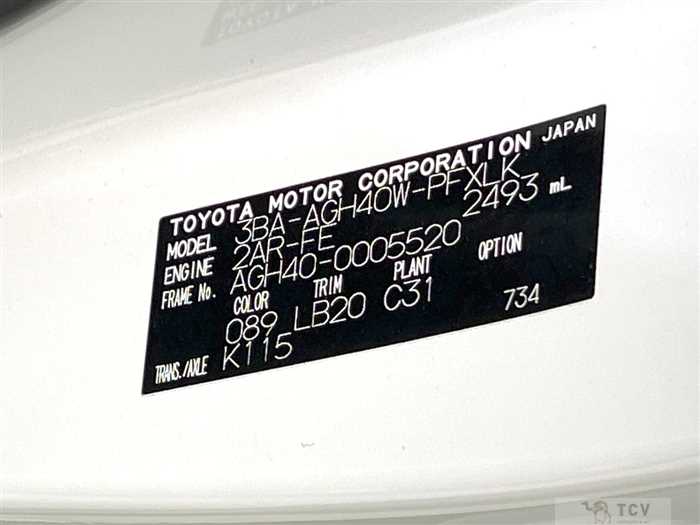 TOYOTA MOTOR CORPORATION JAPAN
MODEL 3BA-AGH40W-PFXLK
ENGINE 2AR-FE 2493 mL
FRAME No. AGH40-0005520
COLOR TRIM PLANT OPTION
089 LB20 C31 734
TRANS./AXLE K115
TCV